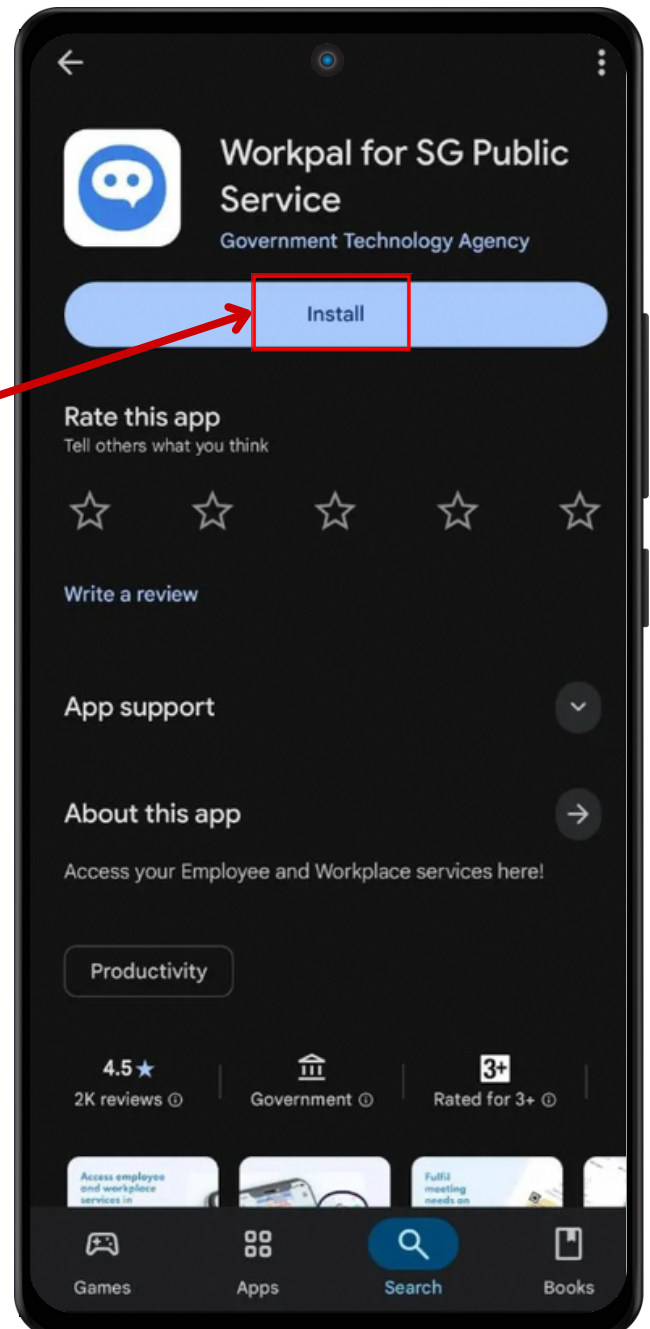 Workpal for SG Public
Service
Government Technology Agency
Install
Rate this app
Tell others what you think
Write a review
App support
About this app
Access your Employee and Workplace services here!
Productivity
4.5★
2K reviews
Government
3+
Rated for 3+
Access employee
and workplace
services in
Fulfil
meeting
needs on
Games
Apps
Search
Books